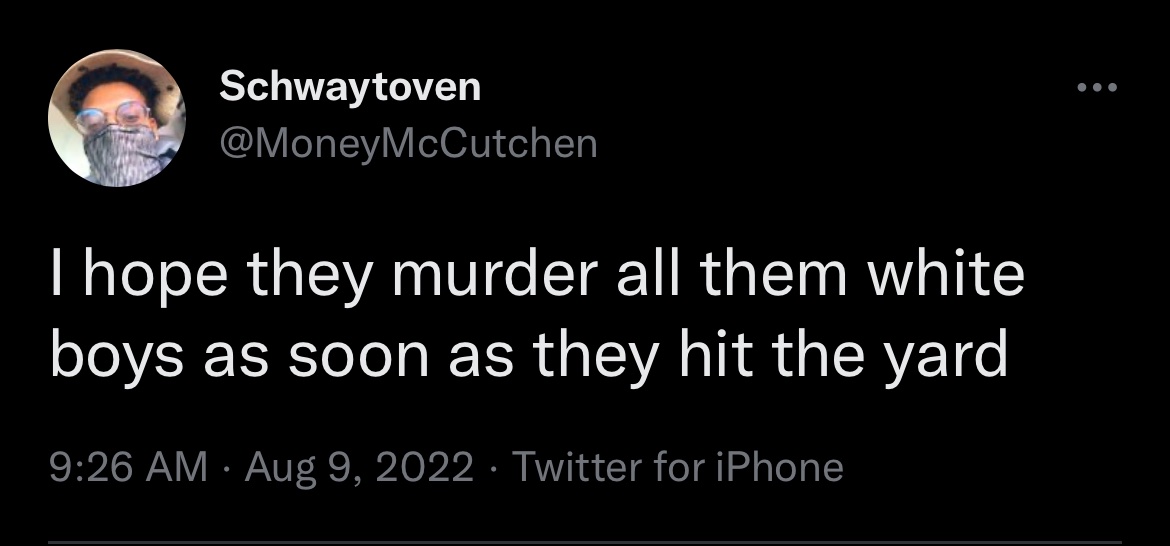 Schwaytoven
@MoneyMcCutchen
I hope they murder all them white
boys as soon as they hit the yard
9:26 AM · Aug 9, 2022 · Twitter for iPhone